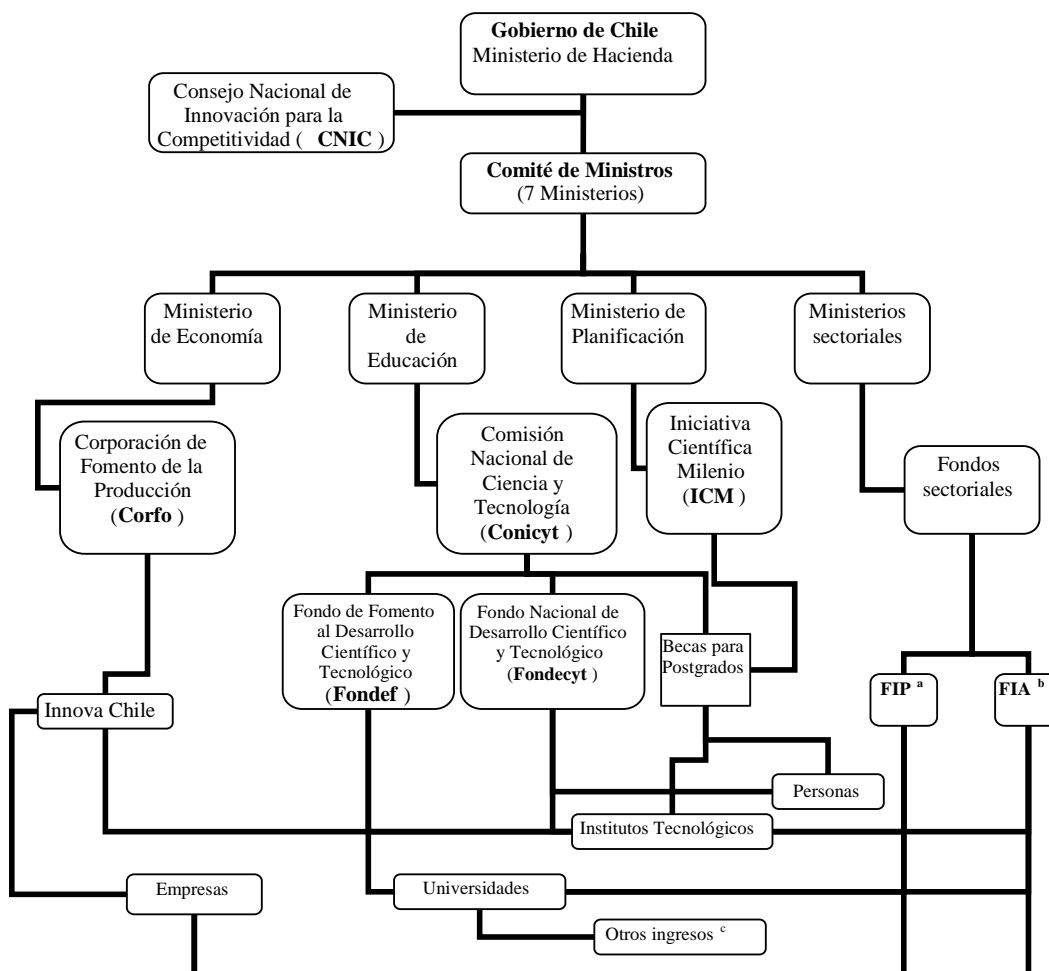 Gobierno de Chile
Ministerio de Hacienda
Consejo Nacional de
Innovación para la
Competitividad ( CNIC )
Comité de Ministros
(7 Ministerios)
Ministerio
de Economía
Ministerio
de
Educación
Ministerio de
Planificación
Ministerios
sectoriales
Corporación de
Fomento de la
Producción
(Corfo )
Comisión
Nacional de
Ciencia y
Tecnología
(Conicyt )
Iniciativa
Científica
Milenio
(ICM )
Fondos
sectoriales
Fondo de Fomento
al Desarrollo
Científico y
Tecnológico
(Fondef )
Fondo Nacional de
Desarrollo Científico
y Tecnológico
(Fondecyt )
Becas para
Postgrados
FIP a
FIA b
Innova Chile
Personas
Institutos Tecnológicos
Empresas
Universidades
Otros ingresos c